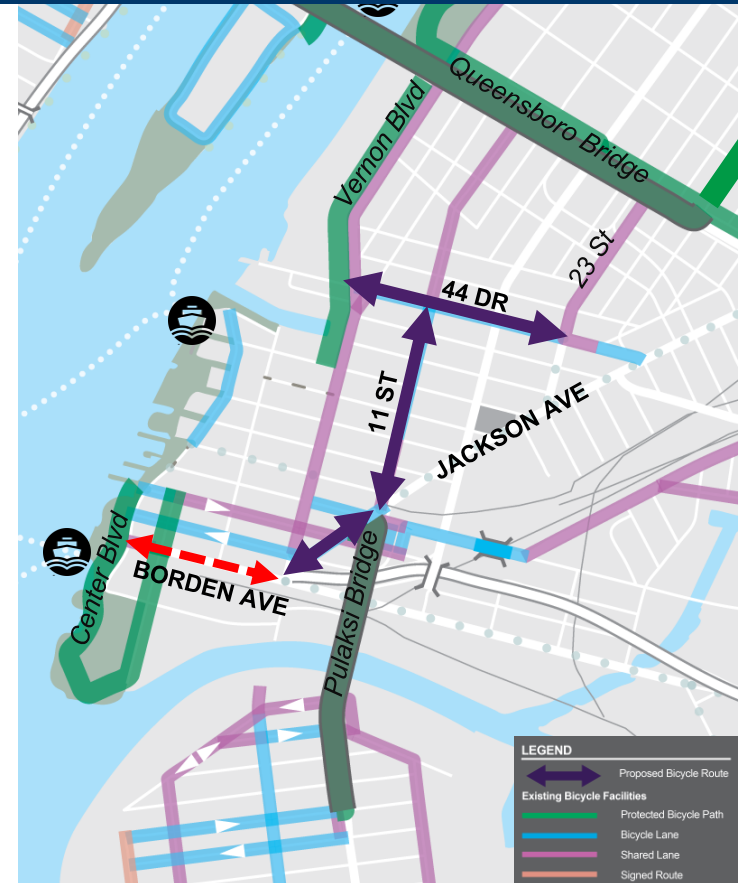 Queensboro Bridge
Vernon Blvd
23 St
44 DR
11 ST
JACKSON AVE
Center Blvd
BORDEN AVE
Pulaksi Bridge
LEGEND
Proposed Bicycle Route
Existing Bicycle Facilities
Protected Bicycle Path
Bicycle Lane
Shared Lane
Signed Route